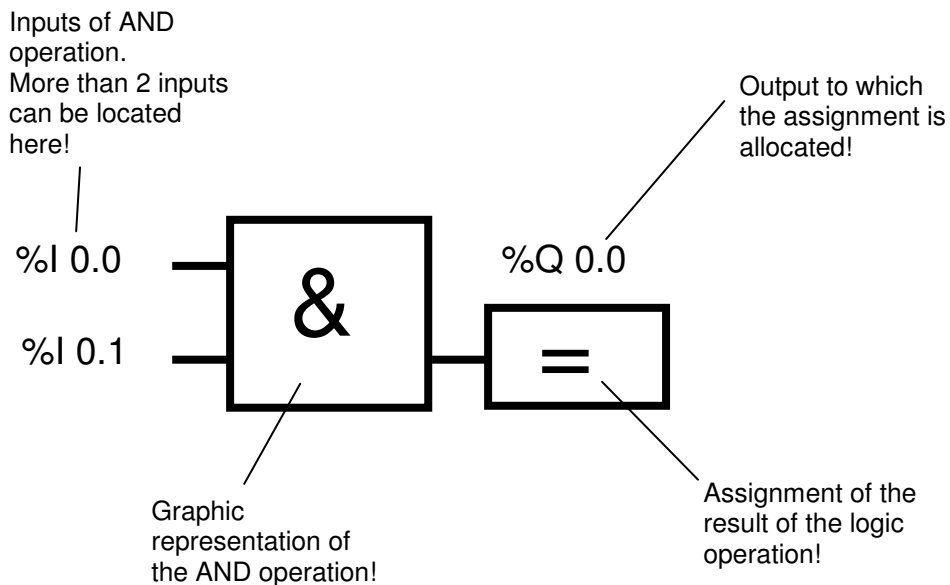 Inputs of AND
operation.
More than 2 inputs
can be located
here!
Output to which
the assignment is
allocated!
%I 0.0
%Q 0.0
&
%I 0.1
=
Graphic
representation of
the AND operation!
Assignment of the
result of the logic
operation!